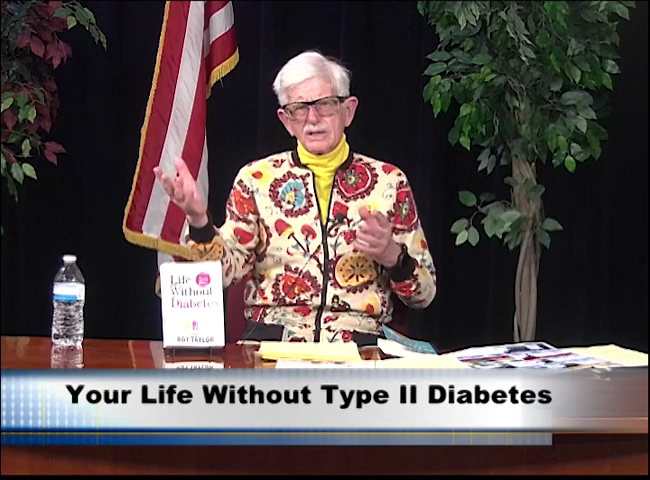 Life
Without
Diabetes
ROY TAYLOR
Your Life Without Type II Diabetes